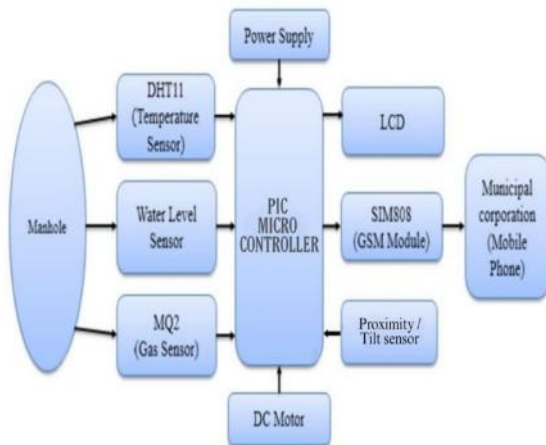 Power Supply
DHT11
(Temperature
Sensor)
LCD
Manhole
Water Level
Sensor
PIC
MICRO
CONTROLLER
SIM808
(GSM Module)
Municipal
corporation
(Mobile
Phone)
MQ2
(Gas Sensor)
Proximity /
Tilt sensor
DC Motor